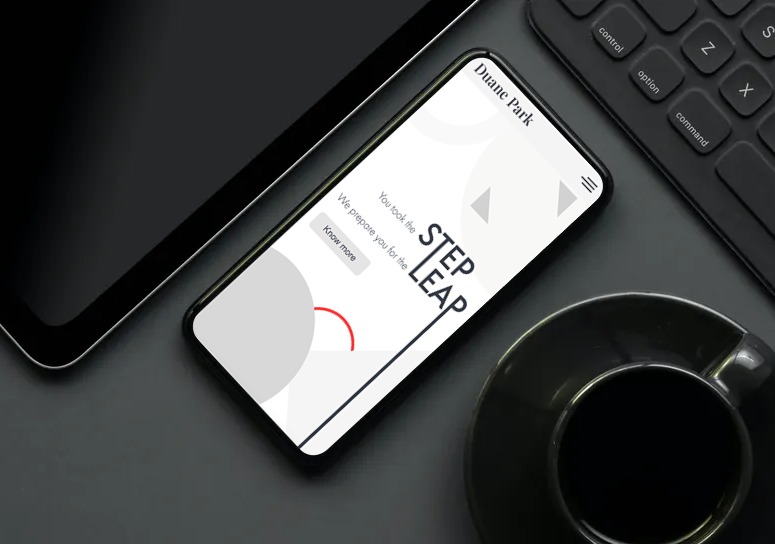 Duane Park
You took the STEP
We prepare you for the LEAP
Know more
control
option
command
Z
X
S